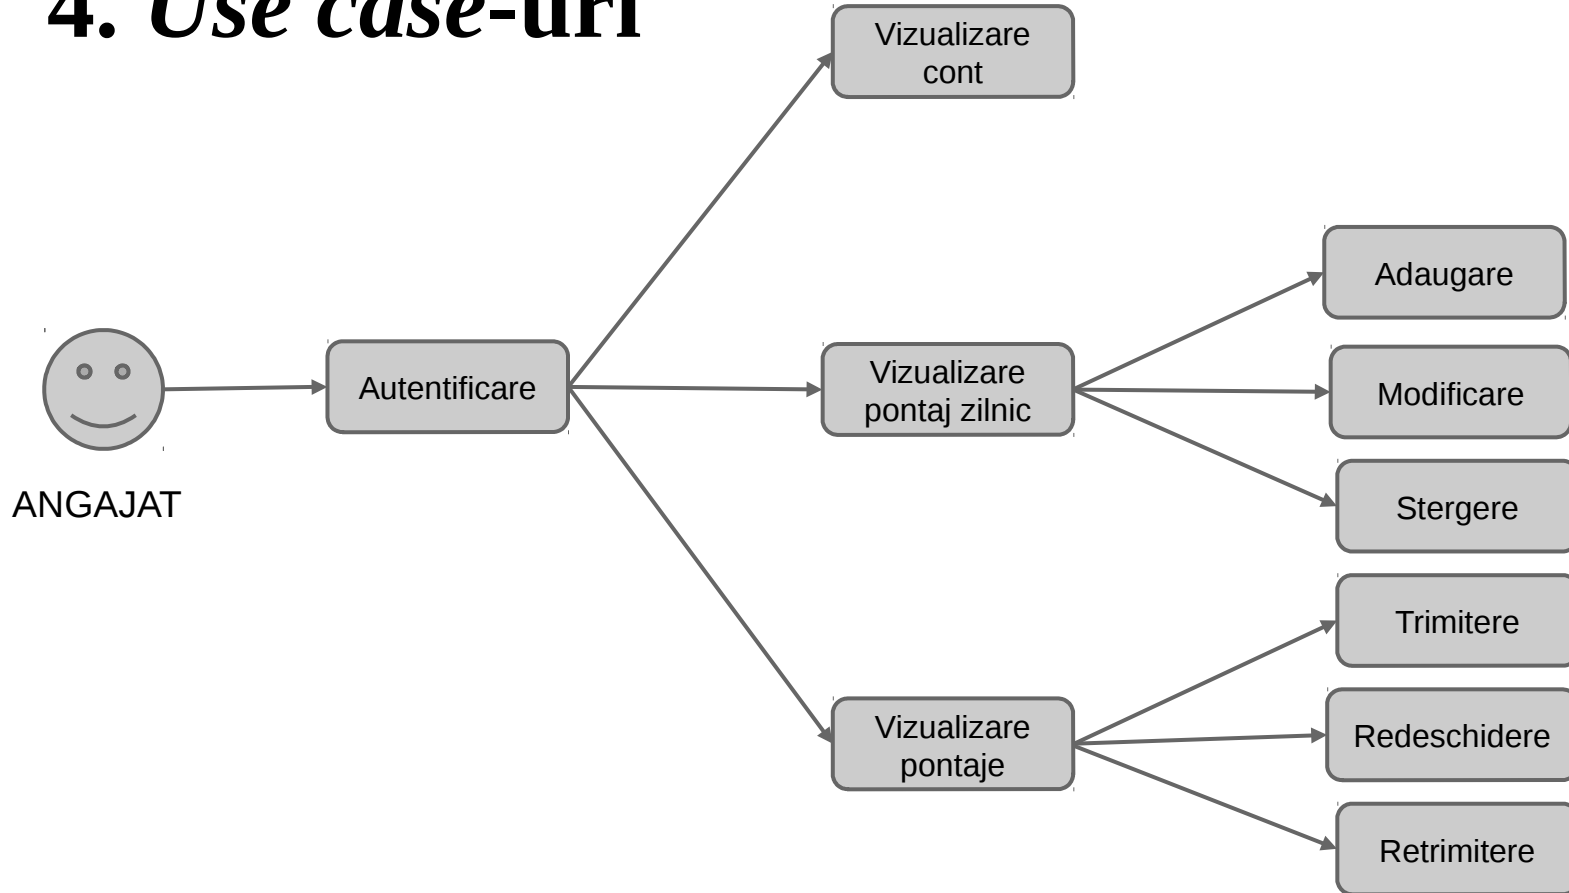 4. Use case-uri
Vizualizare
cont
Adaugare
Autentificare
Vizualizare
pontaj zilnic
Modificare
ANGAJAT
Stergere
Trimitere
Vizualizare
pontaje
Redeschidere
Retrimitere